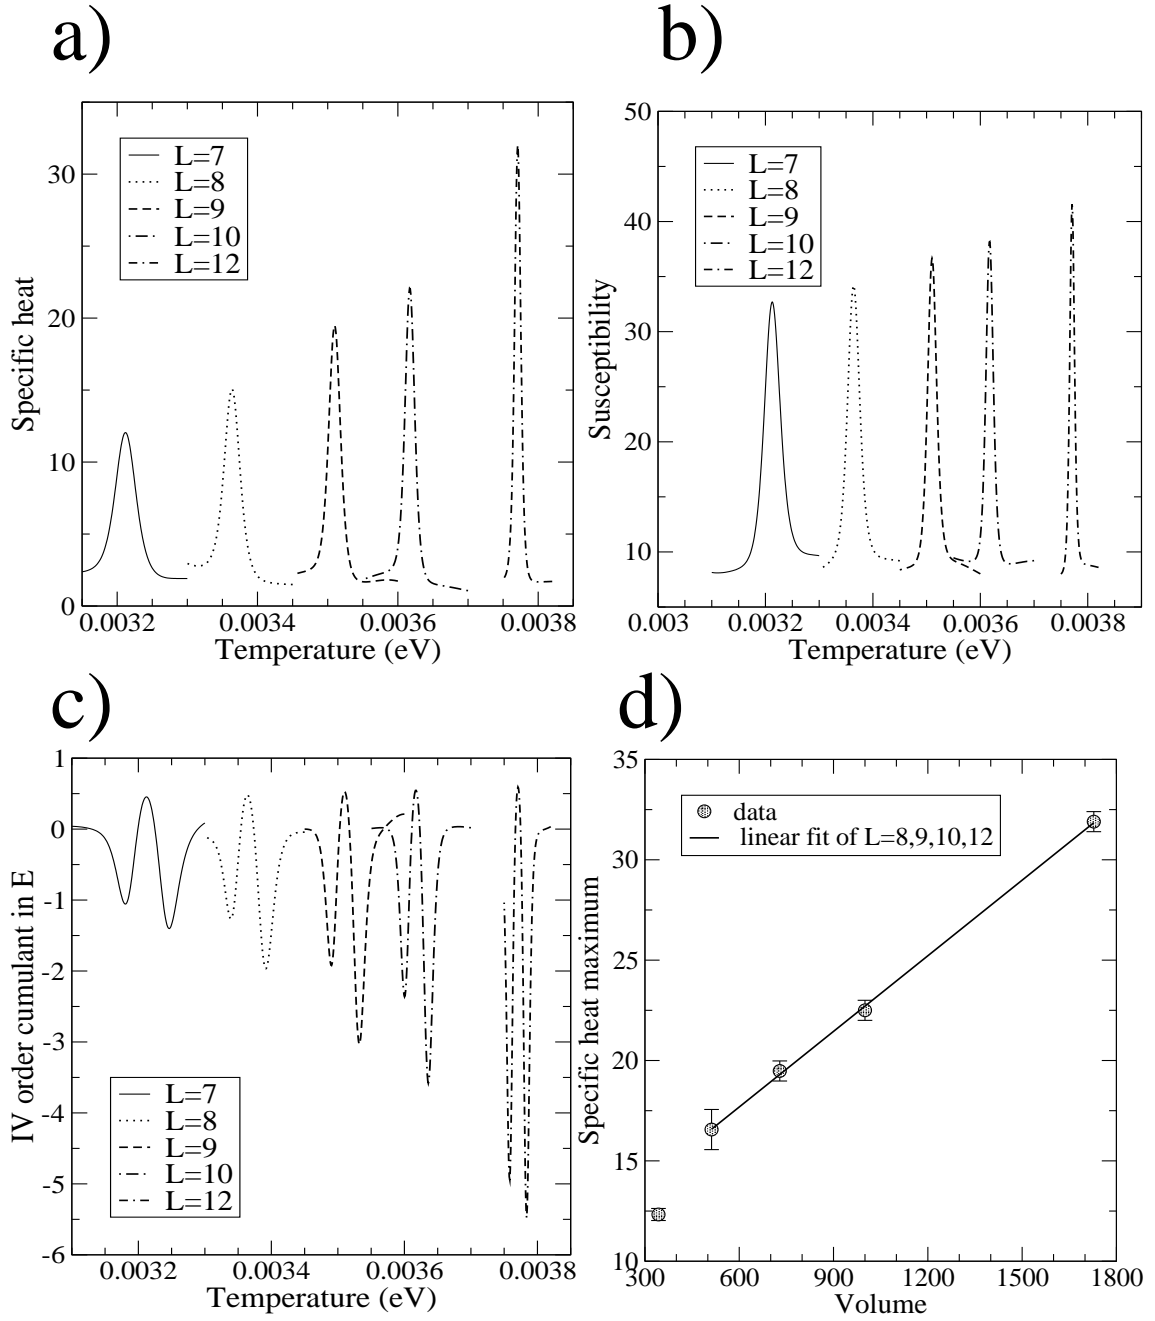 a)
Specific heat
30
20
10
0
L=7
L=8
L=9
L=10
L=12
0.0032
0.0034
0.0036
0.0038
Temperature (eV)
b)
Susceptibility
50
40
30
20
10
L=7
L=8
L=9
L=10
L=12
0.003
0.0032
0.0034
0.0036
0.0038
Temperature (eV)
c)
IV order cumulant in E
1
0
-1
-2
-3
-4
-5
-6
L=7
L=8
L=9
L=10
L=12
0.0032
0.0034
0.0036
0.0038
Temperature (eV)
d)
Specific heat maximum
35
30
25
20
15
10
data
linear fit of L=8,9,10,12
300
600
900
1200
1500
1800
Volume